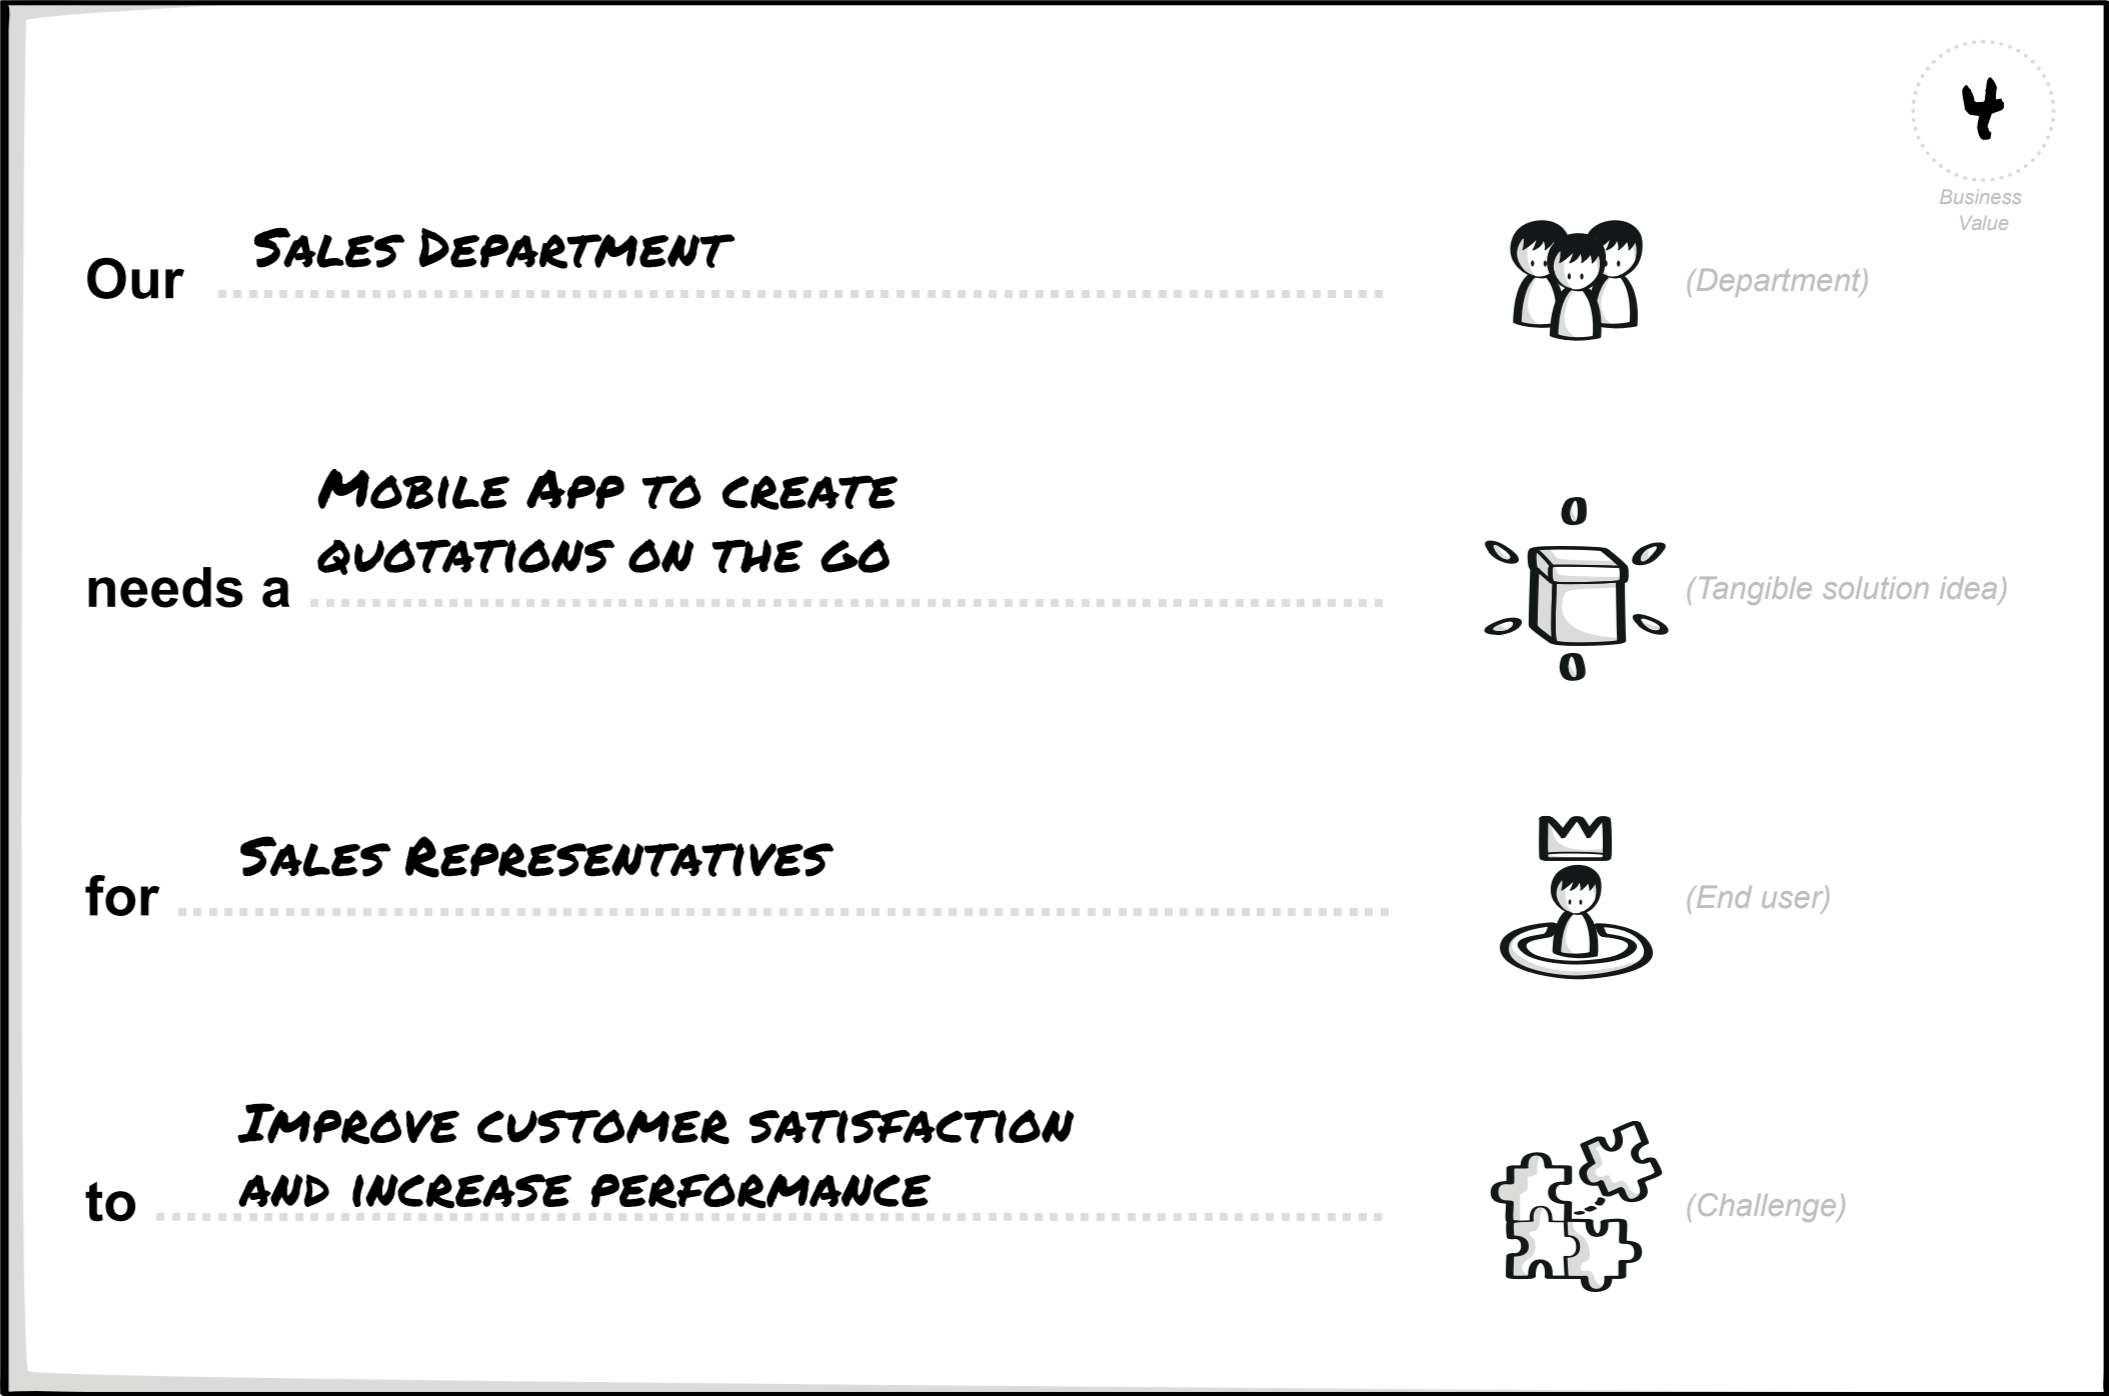 4
Business
Value
Our Sales Department (Department)
Mobile App to create
quotations on the go
needs a (Tangible solution idea)
Sales Representatives
for (End user)
Improve customer satisfaction
and increase performance
to (Challenge)